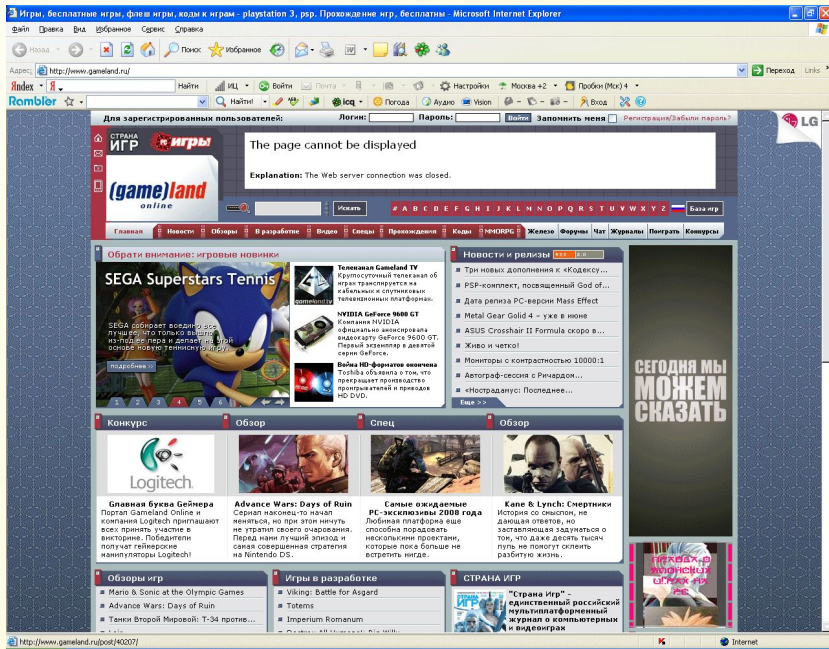 Игры, бесплатные игры, флеш игры, коды к играм - playstation 3, psp. Прохождение игр, бесплатны - Microsoft Internet Explorer
Файл Правка Вид Избранное Сервис Справка
Назад Поиск Избранное
Адрес: http://www.gameland.ru/ Переход Links
Яndex Я Найти ИЦ Войти Почта Настройки Москва +2 Пробки (Мск) 4
Rambler Найти! icq Погода Аудио Vision Вход
Для зарегистрированных пользователей: Логин: Пароль: Войти Запомнить меня Регистрация/Забыли пароль?
LG
СТРАНА ИГР РС ИГРЫ
The page cannot be displayed
Explanation: The Web server connection was closed.
(game)land
online
Искать # A B C D E F G H I J K L M N O P Q R S T U V W X Y Z База игр
Главная Новости Обзоры В разработке Видео Спецы Прохождения Коды MMORPG Железо Форумы Чат Журналы Поиграть Конкурсы
Обрати внимание: игровые новинки
SEGA Superstars Tennis
SEGA собирает воедино все
лучшее, что только вышло
из-под ее пера и делает на этой
основе новую теннисную игру.
подробнее >>
1 2 3 4 5 6
gameland.tv
Телеканал Gameland TV
Круглосуточный телеканал об
играх транслируется на
кабельных и спутниковых
телевизионных платформах.
NVIDIA GeForce 9600 GT
Компания NVIDIA
официально анонсировала
видеокарту GeForce 9600 GT.
Первый экземпляр в девятой
серии GeForce.
Война HD-форматов окончена
Toshiba объявила о том, что
прекращает производство
проигрывателей и приводов
HD DVD.
Новости и релизы
Три новых дополнения к «Кодексу...
PSP-комплект, посвященный God of...
Дата релиза PC-версии Mass Effect
Metal Gear Golid 4 – уже в июне
ASUS Crosshair II Formula скоро в...
Живо и четко!
Мониторы с контрастностью 10000:1
Автограф-сессия с Ричардом...
«Нострадамус: Последнее...
Еще >>
СЕГОДНЯ МЫ
МОЖЕМ
СКАЗАТЬ
Конкурс
Logitech
Главная буква Геймера
Портал Gameland Online и
компания Logitech приглашают
всех принять участие в
викторине. Победители
получат геймерские
манипуляторы Logitech!
Обзор
Advance Wars: Days of Ruin
Сериал наконец-то начал
меняться, но при этом ничуть
не утратил своего очарования.
Перед нами лучший эпизод и
самая совершенная стратегия
на Nintendo DS.
Спец
Самые ожидаемые
PC-эксклюзивы 2008 года
Любимая платформа еще
способна порадовать
несколькими проектами,
которые пока больше не
встретить нигде.
Обзор
Kane & Lynch: Смертники
История со смыслом, не
дающая ответов, но
заставляющая задуматься о
том, что даже десять тысяч
пуль не помогут склеить
разбитую жизнь.
Обзоры игр
Mario & Sonic at the Olympic Games
Advance Wars: Days of Ruin
Танки Второй Мировой: Т-34 против...
Игры в разработке
Viking: Battle for Asgard
Totems
Imperium Romanum
СТРАНА ИГР
"Страна Игр" -
единственный российский
мультиплатформенный
журнал о компьютерных
и видеоиграх
ПРАВДА О
ЯПОНСКИХ
ИГРАХ НА
PC
http://www.gameland.ru/post/40207/ Internet